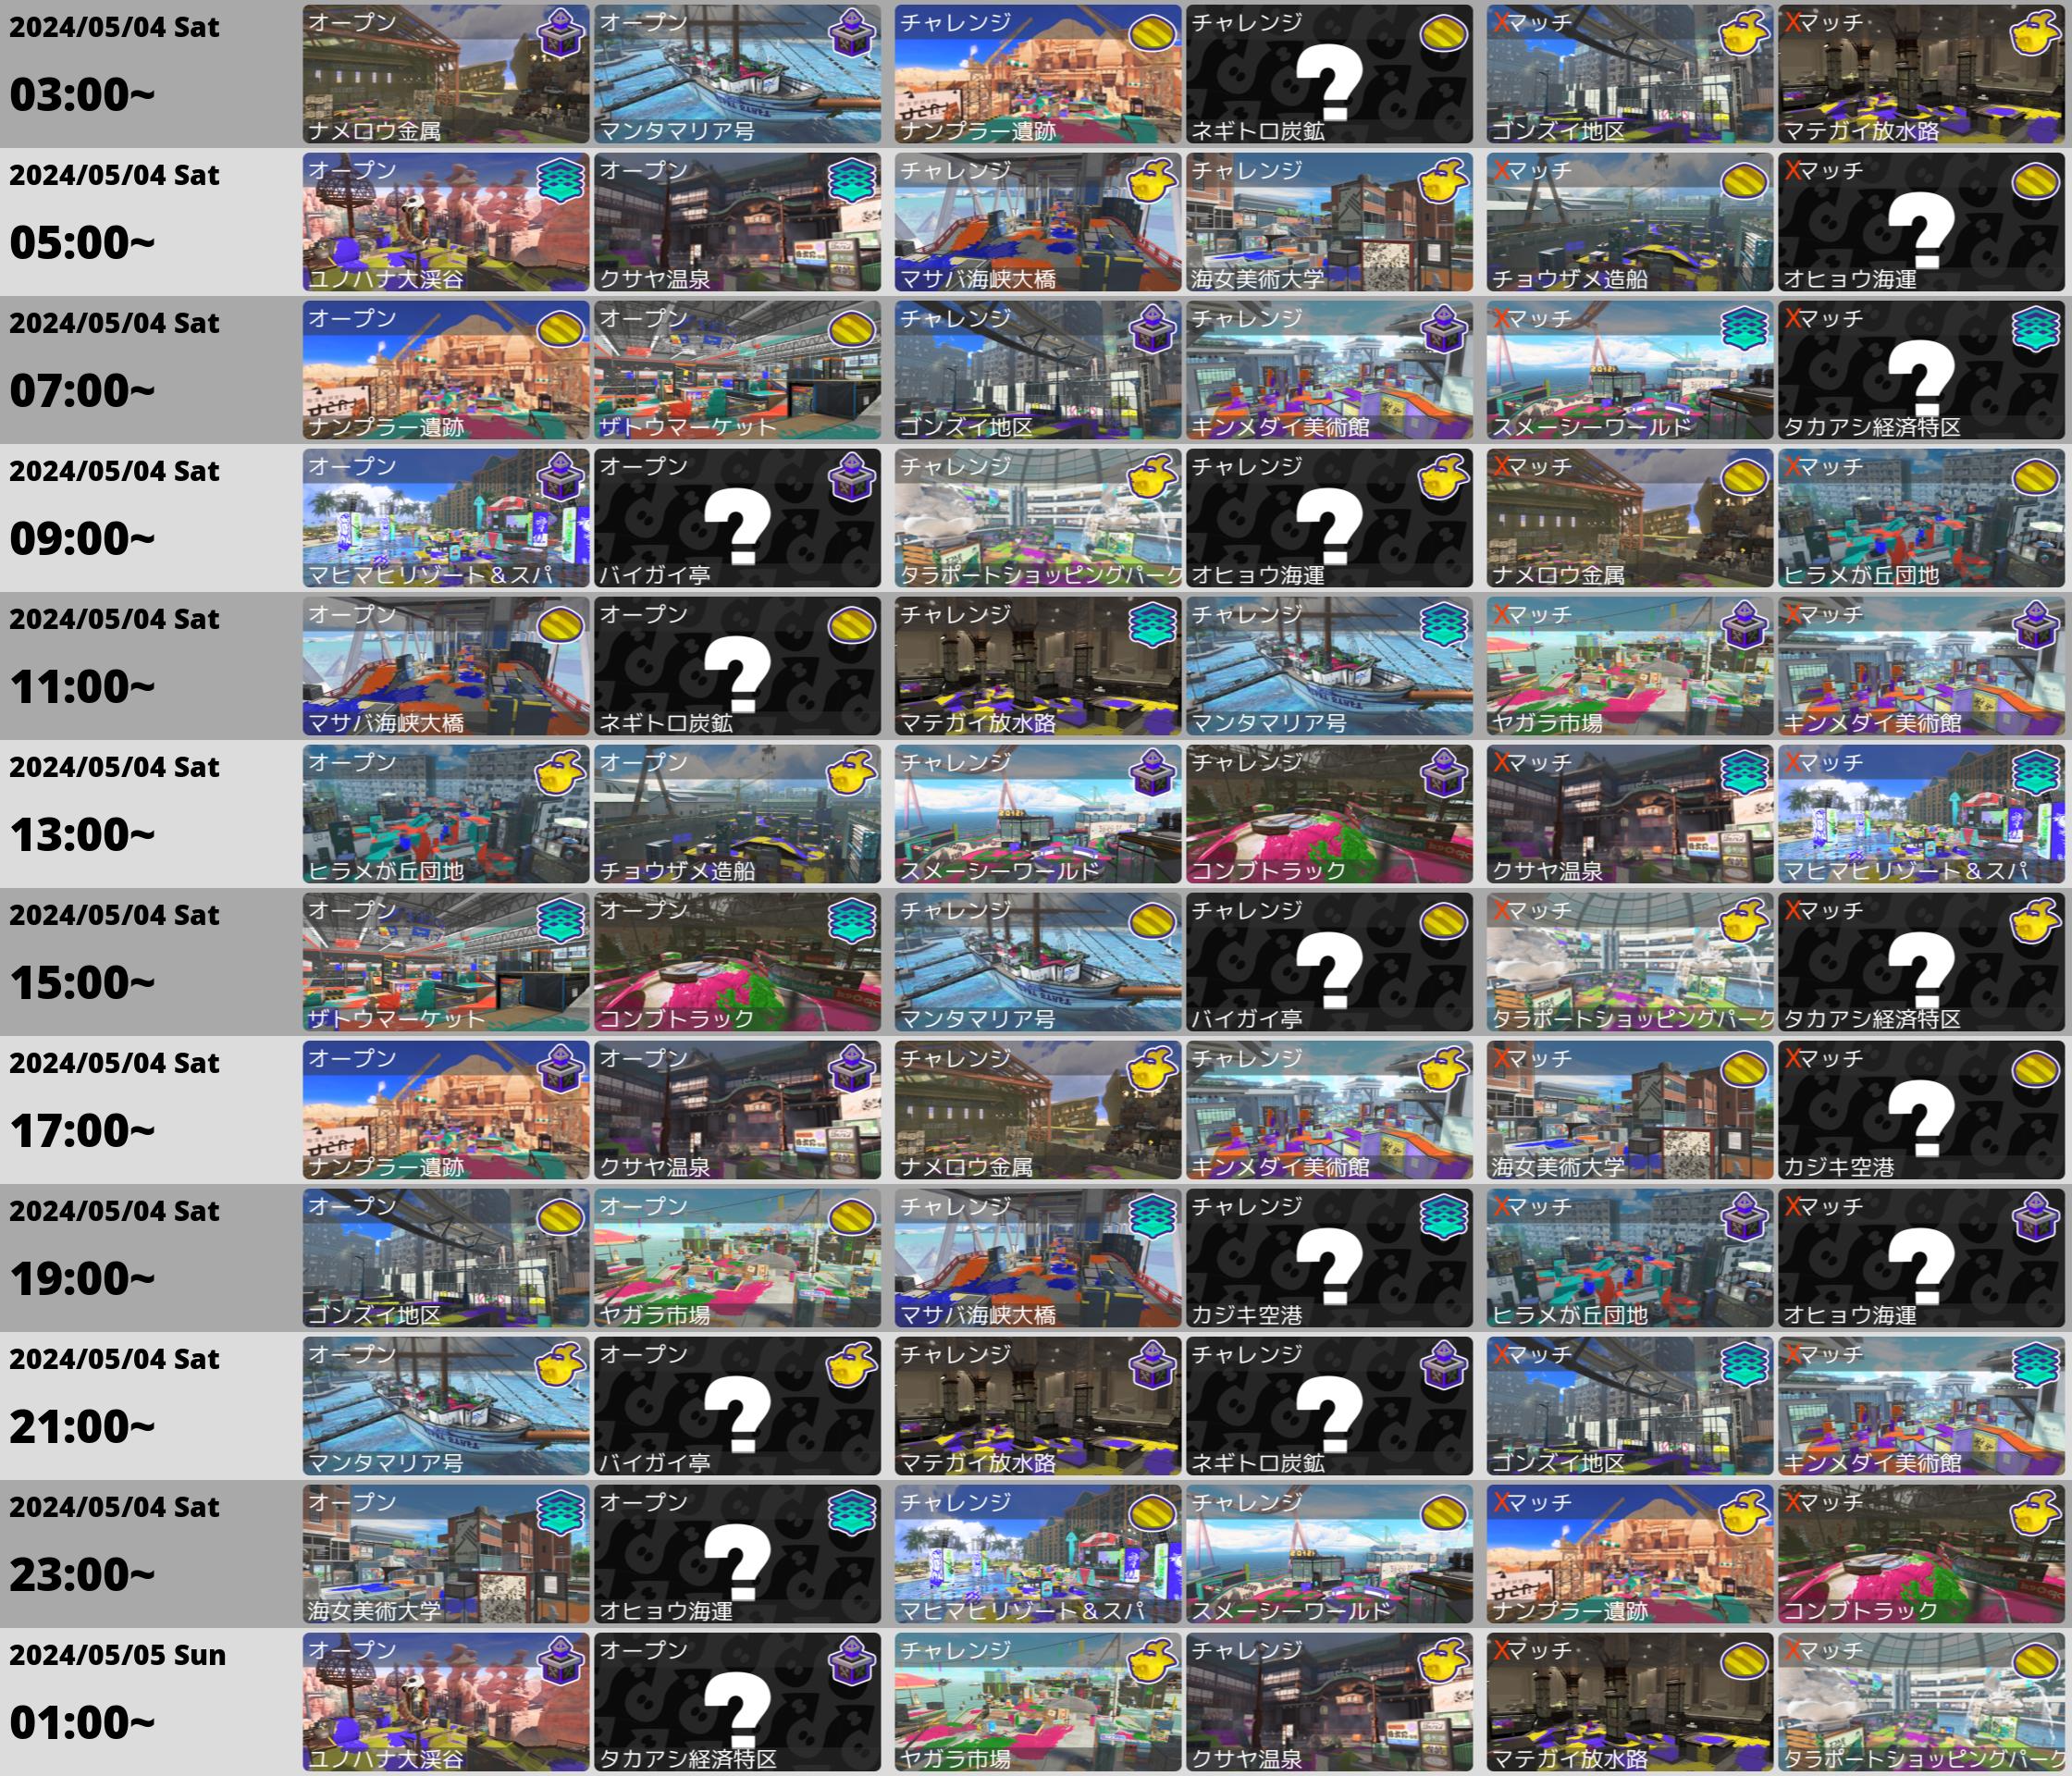 2024/05/04 Sat
03:00~
オープン オープン チャレンジ チャレンジ Xマッチ Xマッチ
ナメロウ金属 マンタマリア号 ナンプラー遺跡 ネギトロ炭鉱 ゴンズイ地区 マテガイ放水路
2024/05/04 Sat
05:00~
オープン オープン チャレンジ チャレンジ Xマッチ Xマッチ
ユノハナ大渓谷 クサヤ温泉 マサバ海峡大橋 海女美術大学 チョウザメ造船 オヒョウ海運
2024/05/04 Sat
07:00~
オープン オープン チャレンジ チャレンジ Xマッチ Xマッチ
ナンプラー遺跡 ザトウマーケット ゴンズイ地区 キンメダイ美術館 スメーシーワールド タカアシ経済特区
2024/05/04 Sat
09:00~
オープン オープン チャレンジ チャレンジ Xマッチ Xマッチ
マヒマヒリゾート＆スパ バイガイ亭 タラポートショッピングパーク オヒョウ海運 ナメロウ金属 ヒラメが丘団地
2024/05/04 Sat
11:00~
オープン オープン チャレンジ チャレンジ Xマッチ Xマッチ
マサバ海峡大橋 ネギトロ炭鉱 マテガイ放水路 マンタマリア号 ヤガラ市場 キンメダイ美術館
2024/05/04 Sat
13:00~
オープン オープン チャレンジ チャレンジ Xマッチ Xマッチ
ヒラメが丘団地 チョウザメ造船 スメーシーワールド コンブトラック クサヤ温泉 マヒマヒリゾート＆スパ
2024/05/04 Sat
15:00~
オープン オープン チャレンジ チャレンジ Xマッチ Xマッチ
ザトウマーケット コンブトラック マンタマリア号 バイガイ亭 タラポートショッピングパーク タカアシ経済特区
2024/05/04 Sat
17:00~
オープン オープン チャレンジ チャレンジ Xマッチ Xマッチ
ナンプラー遺跡 クサヤ温泉 ナメロウ金属 キンメダイ美術館 海女美術大学 カジキ空港
2024/05/04 Sat
19:00~
オープン オープン チャレンジ チャレンジ Xマッチ Xマッチ
ゴンズイ地区 ヤガラ市場 マサバ海峡大橋 カジキ空港 ヒラメが丘団地 オヒョウ海運
2024/05/04 Sat
21:00~
オープン オープン チャレンジ チャレンジ Xマッチ Xマッチ
マンタマリア号 バイガイ亭 マテガイ放水路 ネギトロ炭鉱 ゴンズイ地区 キンメダイ美術館
2024/05/04 Sat
23:00~
オープン オープン チャレンジ チャレンジ Xマッチ Xマッチ
海女美術大学 オヒョウ海運 マヒマヒリゾート＆スパ スメーシーワールド ナンプラー遺跡 コンブトラック
2024/05/05 Sun
01:00~
オープン オープン チャレンジ チャレンジ Xマッチ Xマッチ
ユノハナ大渓谷 タカアシ経済特区 ヤガラ市場 クサヤ温泉 マテガイ放水路 タラポートショッピングパーク